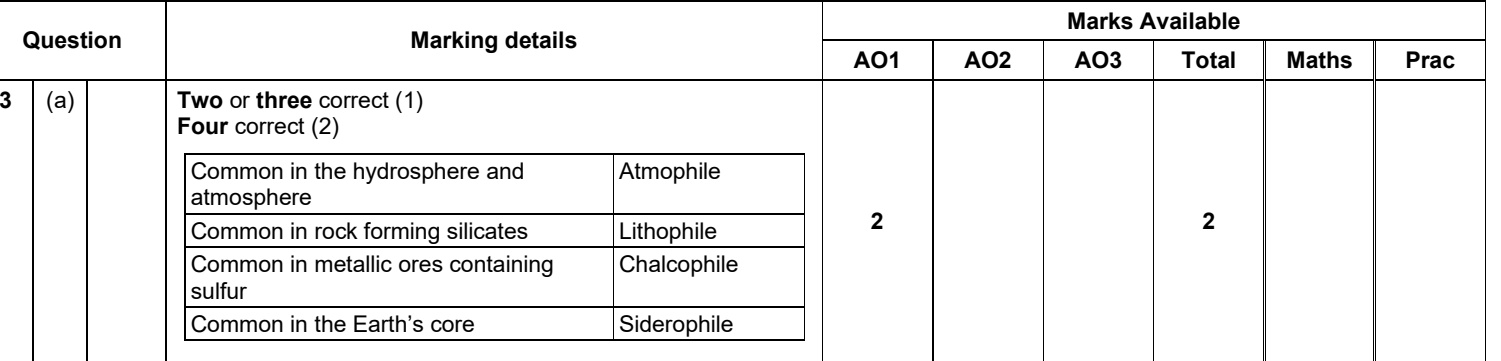 Question
Marking details
Marks Available
AO1 AO2 AO3 Total Maths Prac
3 (a) Two or three correct (1)
Four correct (2)
Common in the hydrosphere and
atmosphere
Atmophile
Common in rock forming silicates Lithophile
Common in metallic ores containing
sulfur
Chalcophile
Common in the Earth's core Siderophile
2 2